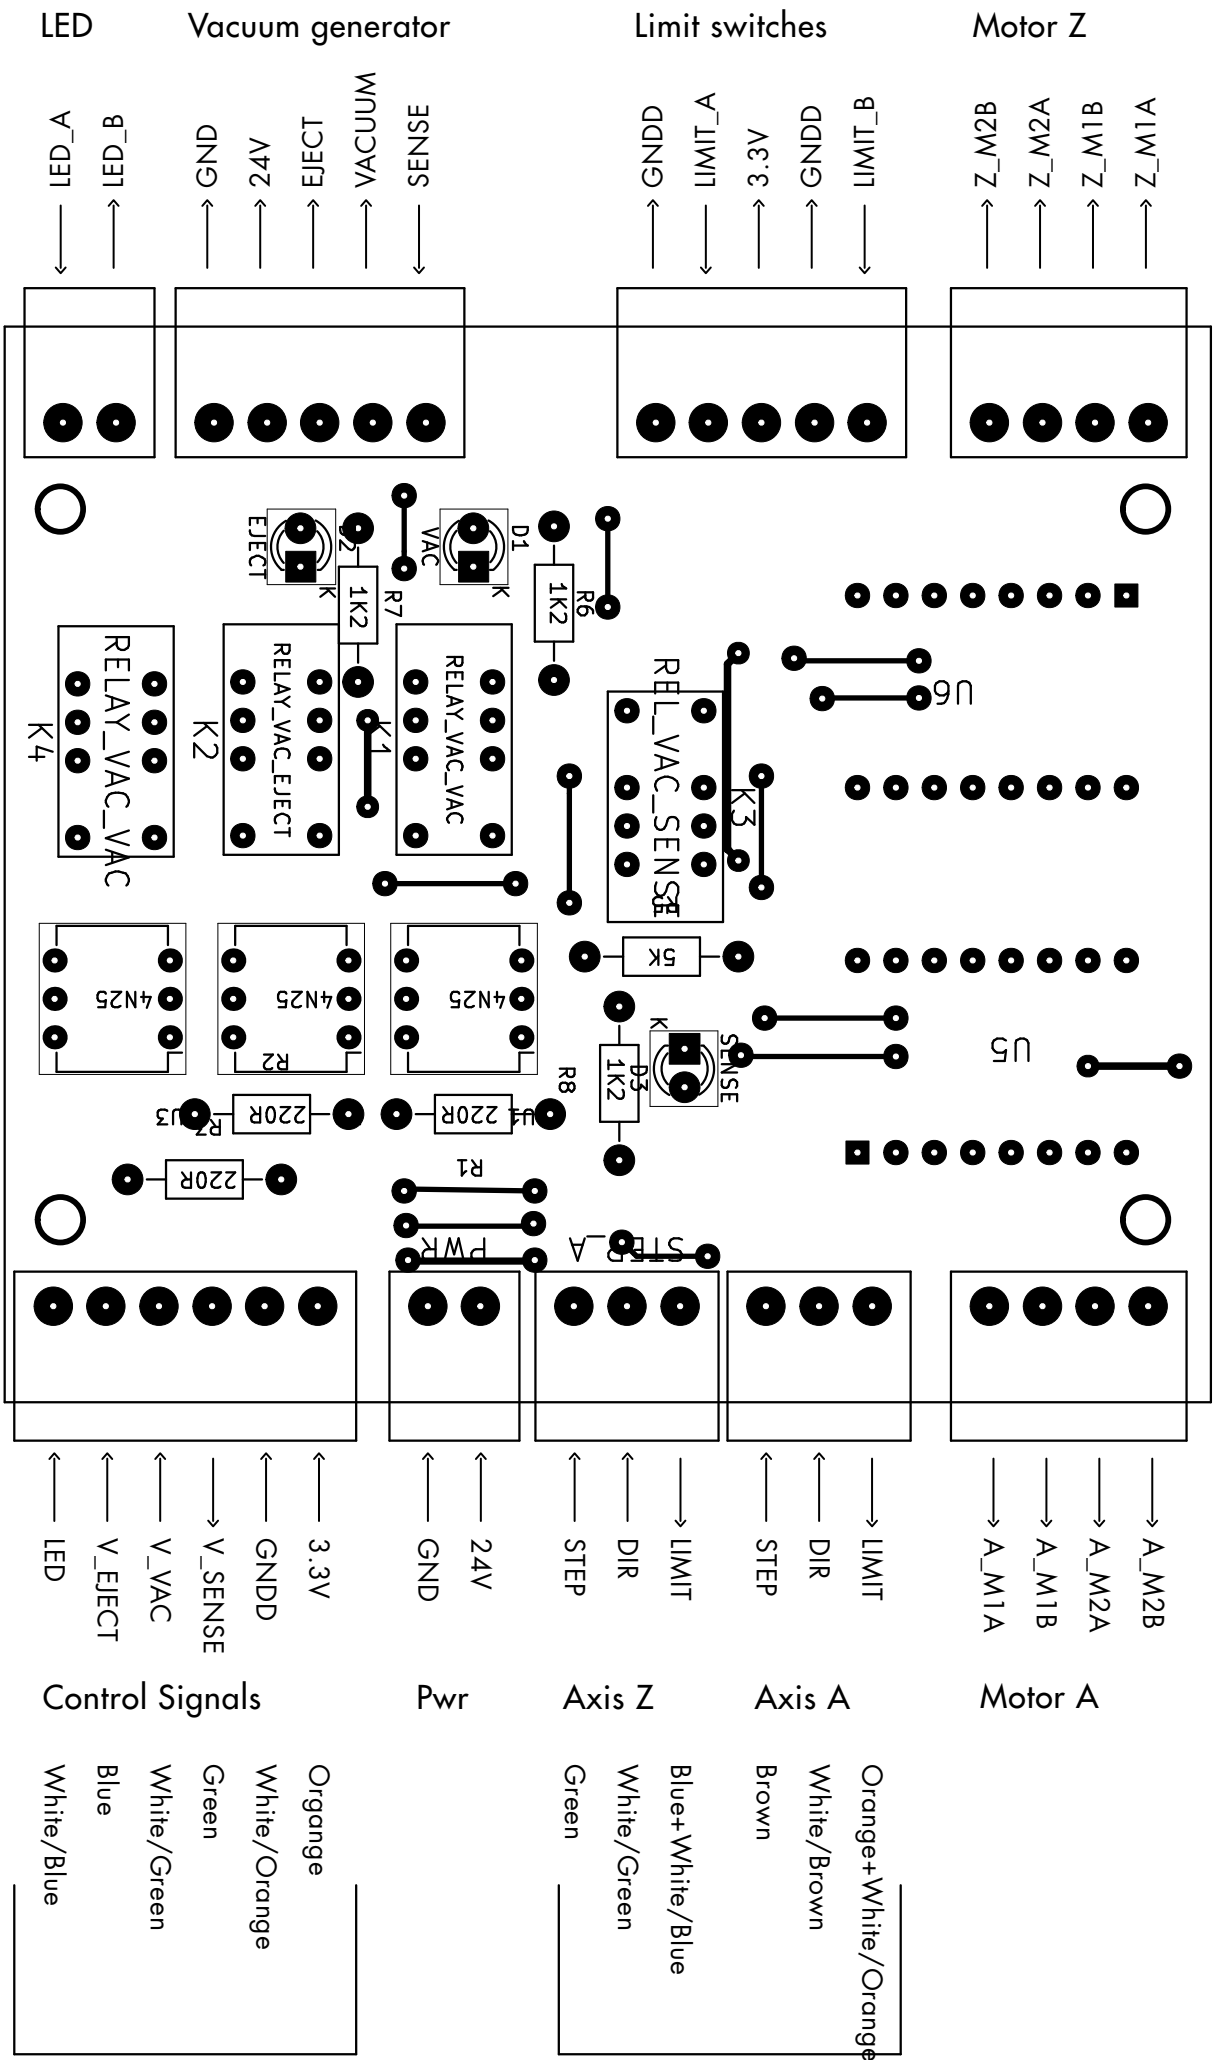 LED
Vacuum generator
Limit switches
Motor Z
LED_A
LED_B
GND
24V
EJECT
VACUUM
SENSE
GNDD
LIMIT_A
3.3V
GNDD
LIMIT_B
Z_M2B
Z_M2A
Z_M1B
Z_M1A
EJECT
D2
K
1K2
R7
VAC
D1
K
1K2
R6
K4
RELAY_VAC_VAC
K2
RELAY_VAC_EJECT
K1
RELAY_VAC_VAC
REL_VAC_SENSE
K3
U6
4N25
4N25
4N25
5K
R2
K
SENSE
1K2
D3
R8
U5
U3
R3
220R
220R
U1
220R
R1
PWR
STEP_A
LED
V_EJECT
V_VAC
V_SENSE
GNDD
3.3V
GND
24V
STEP
DIR
LIMIT
STEP
DIR
LIMIT
A_M1A
A_M1B
A_M2A
A_M2B
Control Signals
Pwr
Axis Z
Axis A
Motor A
White/Blue
Blue
White/Green
Green
White/Orange
Organge
Green
White/Green
Blue+White/Blue
Brown
White/Brown
Orange+White/Orange